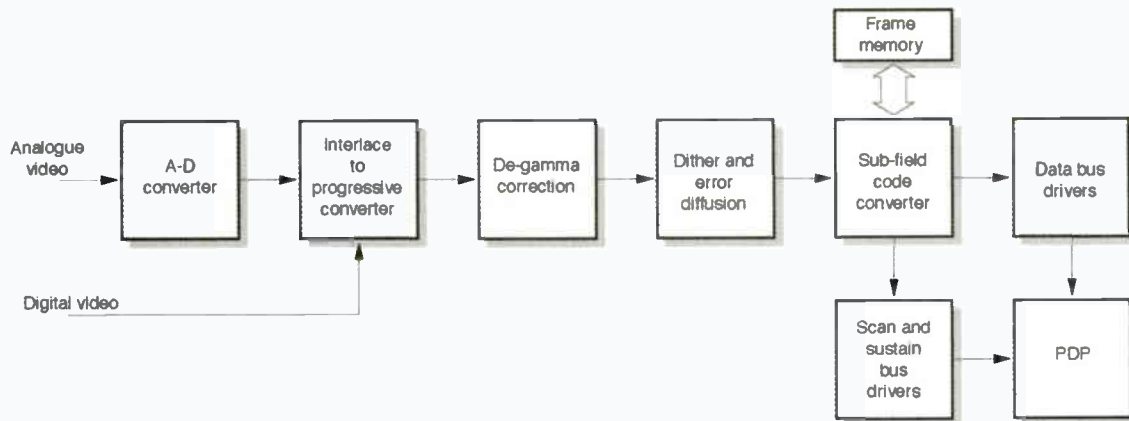 Frame
memory
Analogue
video
A-D
converter
Interlace
to
progressive
converter
De-gamma
correction
Dither and
error
diffusion
Sub-field
code
converter
Data bus
drivers
Digital video
Scan and
sustain
bus
drivers
PDP